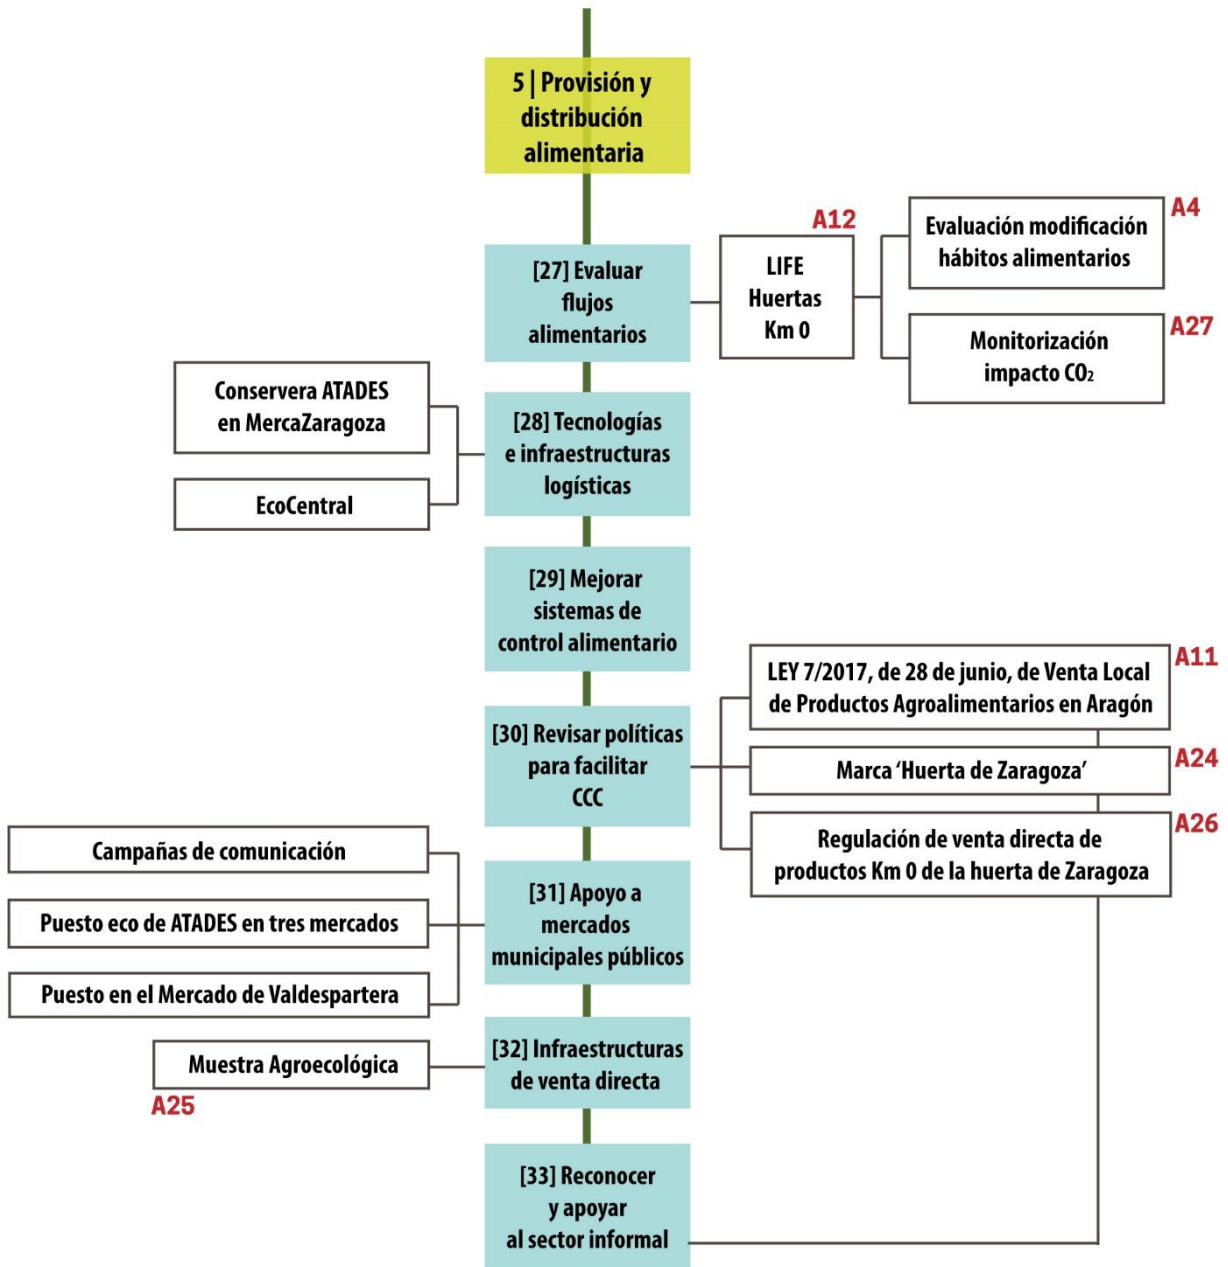 5 | Provisión y
distribución
alimentaria
[27] Evaluar
flujos
alimentarios
A12
LIFE
Huertas
Km 0
A4
Evaluación modificación
hábitos alimentarios
A27
Monitorización
impacto CO₂
Conservera ATADES
en MercaZaragoza
EcoCentral
[28] Tecnologías
e infraestructuras
logísticas
[29] Mejorar
sistemas de
control alimentario
[30] Revisar políticas
para facilitar
CCC
A11
LEY 7/2017, de 28 de junio, de Venta Local
de Productos Agroalimentarios en Aragón
A24
Marca ‘Huerta de Zaragoza’
A26
Regulación de venta directa de
productos Km 0 de la huerta de Zaragoza
Campañas de comunicación
Puesto eco de ATADES en tres mercados
Puesto en el Mercado de Valdespartera
[31] Apoyo a
mercados
municipales públicos
Muestra Agroecológica
A25
[32] Infraestructuras
de venta directa
[33] Reconocer
y apoyar
al sector informal